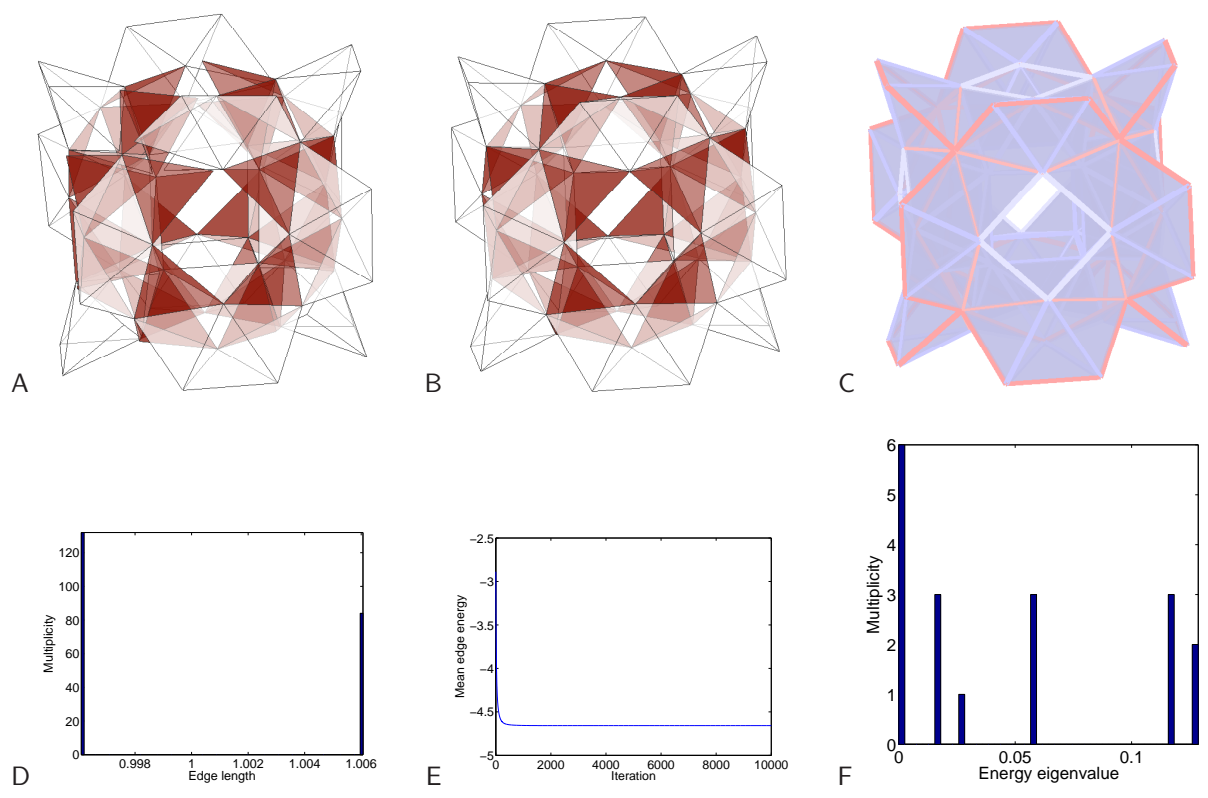 A
B
C
6
5
4
3
2
1
0
Multiplicity
0
0.05
0.1
Energy eigenvalue
F
120
100
80
60
40
20
0
Multiplicity
0.998
1
1.002
1.004
1.006
Edge length
D
−2.5
−3
−3.5
−4
−4.5
−5
Mean edge energy
0
2000
4000
6000
8000
10000
Iteration
E